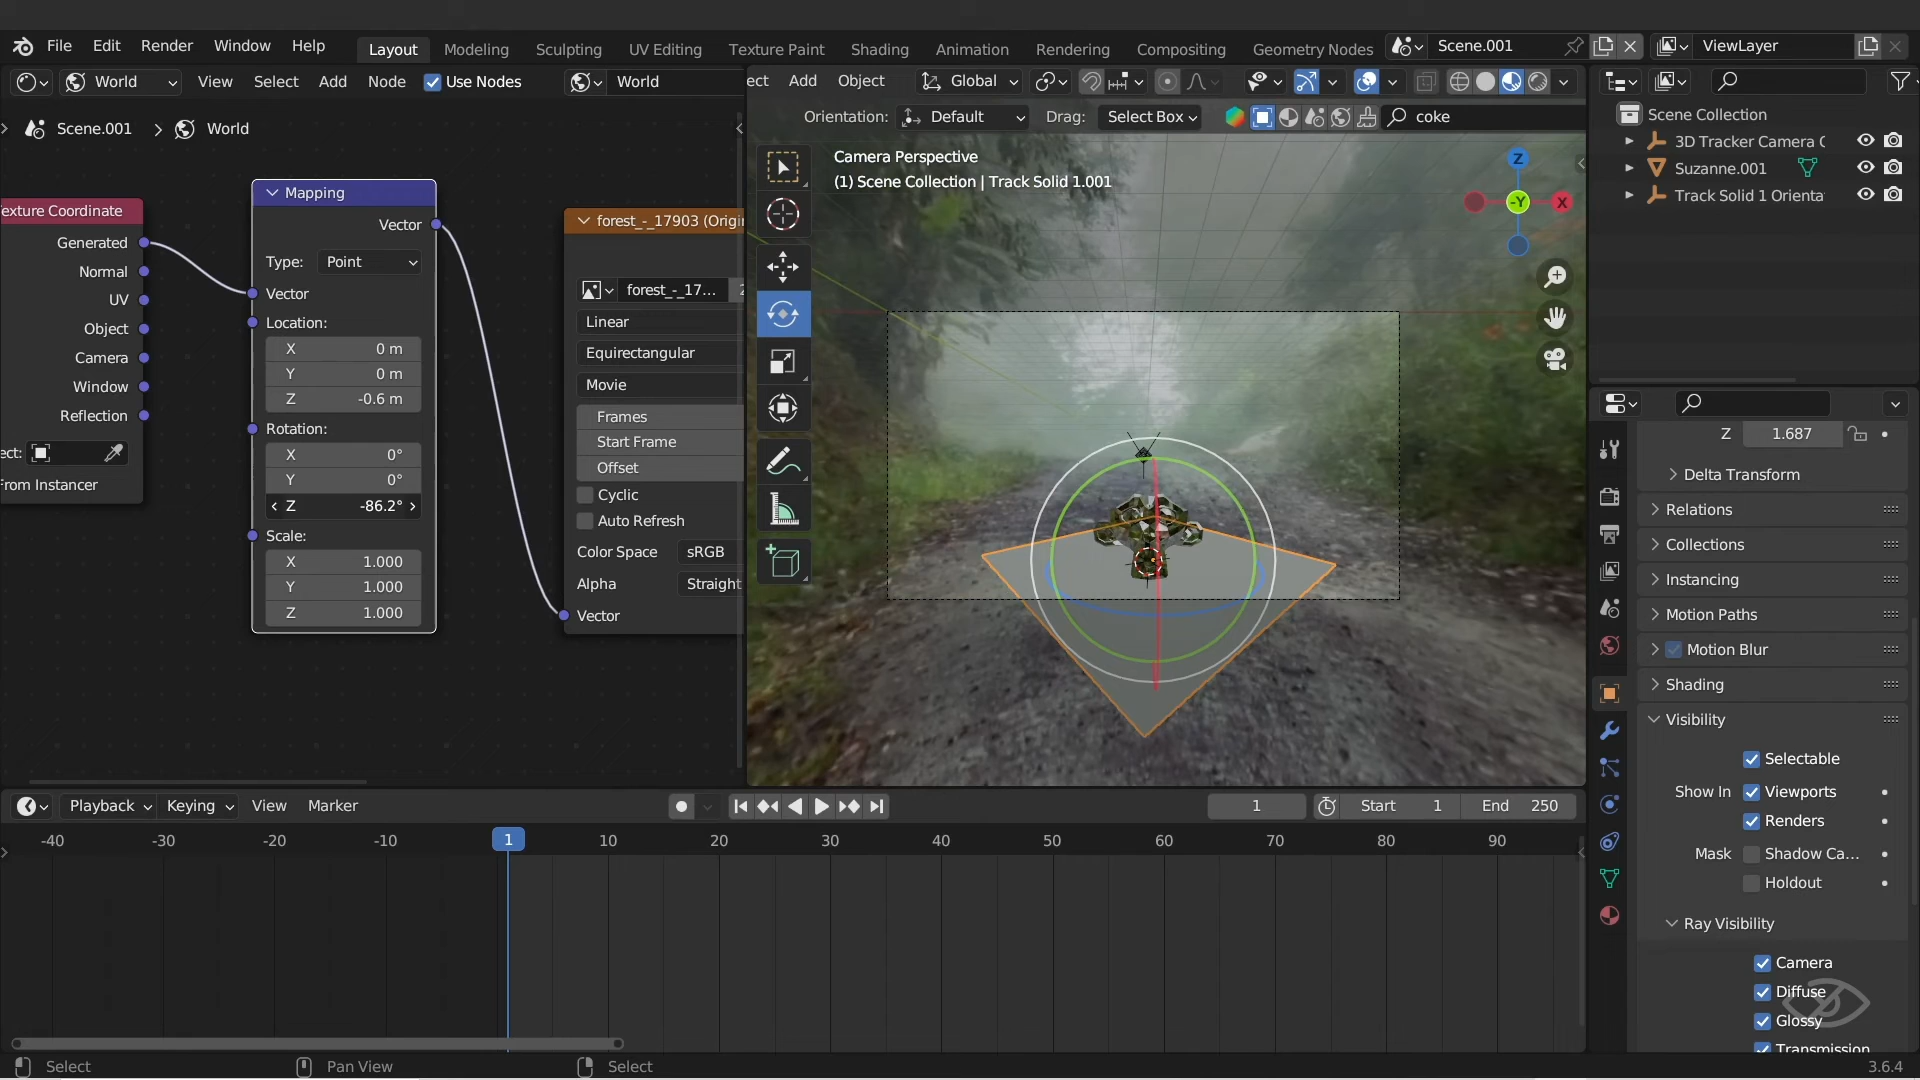 File Edit Render Window Help Layout Modeling Sculpting UV Editing Texture Paint Shading Animation Rendering Compositing Geometry Nodes Scene.001 ViewLayer
World View Select Add Node Use Nodes World
ect Add Object Global
Orientation: Default Drag: Select Box coke
Scene.001 > World
Mapping
Vector
Type: Point
Vector
Location:
X 0 m
Y 0 m
Z -0.6 m
Rotation:
X 0°
Y 0°
Z -86.2°
Scale:
X 1.000
Y 1.000
Z 1.000
exture Coordinate
Generated
Normal
UV
Object
Camera
Window
Reflection
ect:
From Instancer
forest_-_17903 (Origi
forest_-_17... 2
Linear
Equirectangular
Movie
Frames
Start Frame
Offset
Cyclic
Auto Refresh
Color Space sRGB
Alpha Straight
Vector
Camera Perspective
(1) Scene Collection | Track Solid 1.001
Z
-Y X
Scene Collection
3D Tracker Camera C
Suzanne.001
Track Solid 1 Orienta
Z 1.687
Delta Transform
Relations
Collections
Instancing
Motion Paths
Motion Blur
Shading
Visibility
Selectable
Show In Viewports
Renders
Mask Shadow Ca...
Holdout
Ray Visibility
Camera
Diffuse
Glossy
Transmission
Playback Keying View Marker 1 Start 1 End 250
-40 -30 -20 -10 1 10 20 30 40 50 60 70 80 90
Select Pan View Select 3.6.4